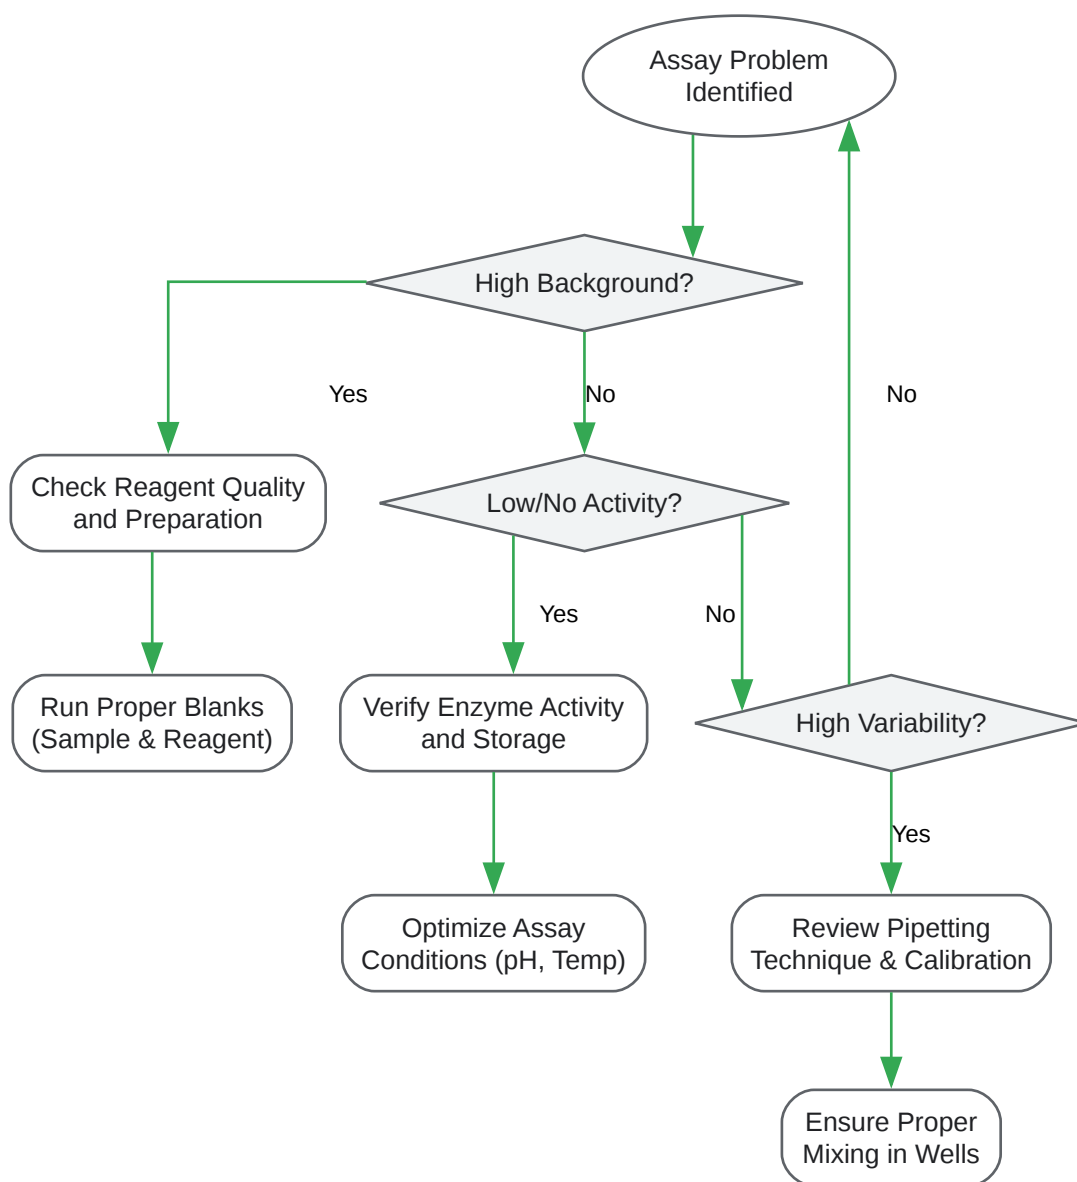 Assay Problem
Identified
High Background?
Yes
No
No
Check Reagent Quality
and Preparation
Low/No Activity?
Yes
No
Run Proper Blanks
(Sample & Reagent)
Verify Enzyme Activity
and Storage
High Variability?
Yes
Optimize Assay
Conditions (pH, Temp)
Review Pipetting
Technique & Calibration
Ensure Proper
Mixing in Wells